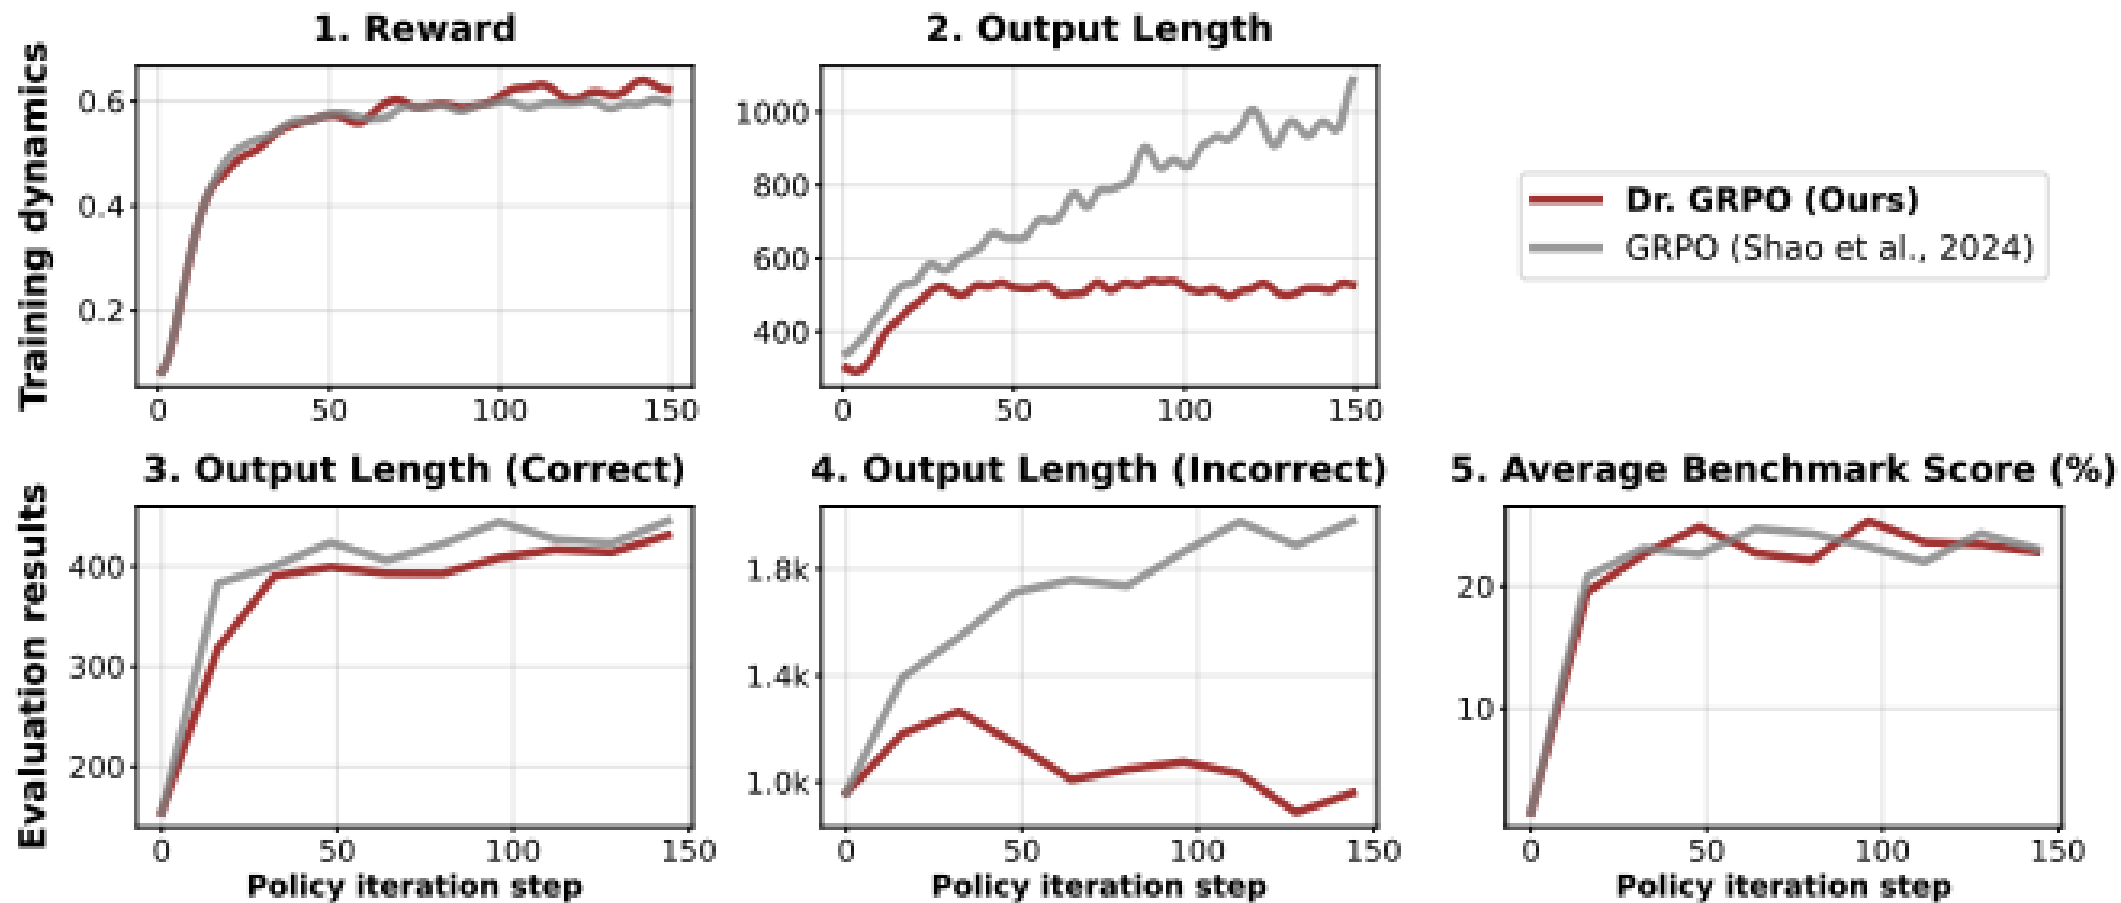 1. Reward
2. Output Length
Training dynamics
0.6
0.4
0.2
0 50 100 150
1000
800
600
400
0 50 100 150
Dr. GRPO (Ours)
GRPO (Shao et al., 2024)
3. Output Length (Correct)
4. Output Length (Incorrect)
5. Average Benchmark Score (%)
Evaluation results
400
300
200
0 50 100 150
Policy iteration step
1.8k
1.4k
1.0k
0 50 100 150
Policy iteration step
20
10
0 50 100 150
Policy iteration step